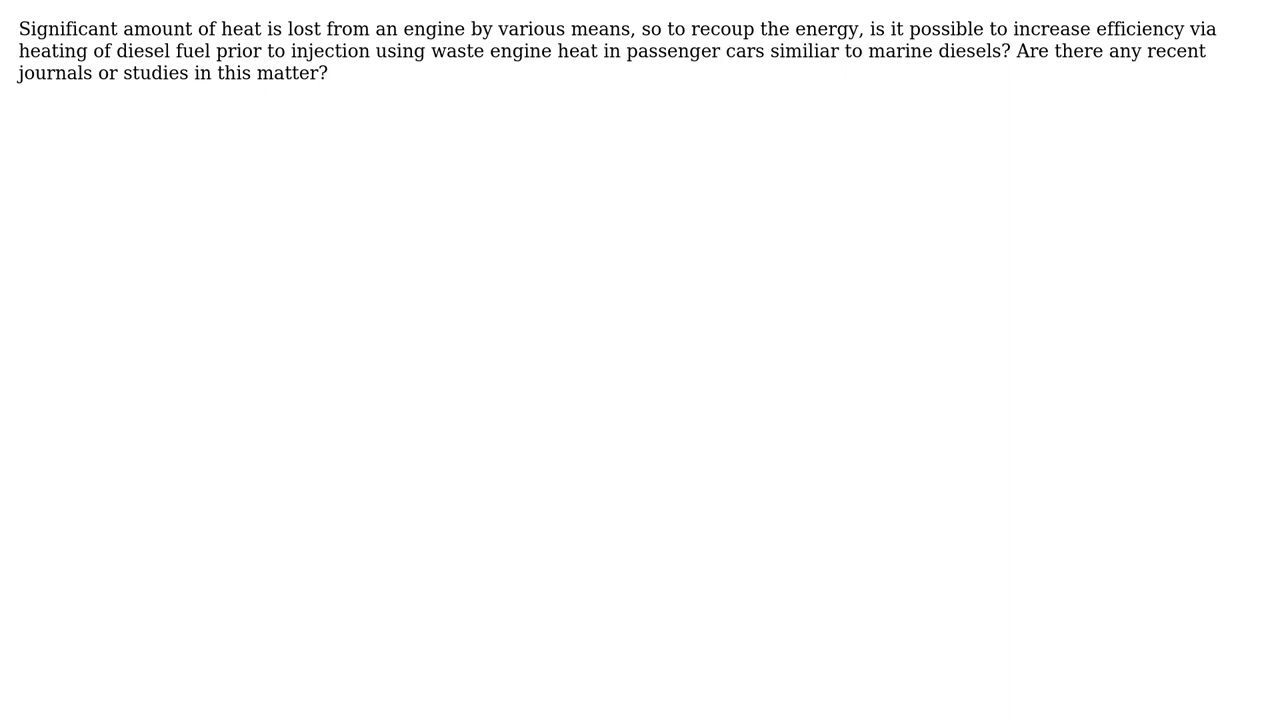 Significant amount of heat is lost from an engine by various means, so to recoup the energy, is it possible to increase efficiency via
heating of diesel fuel prior to injection using waste engine heat in passenger cars similiar to marine diesels? Are there any recent
journals or studies in this matter?